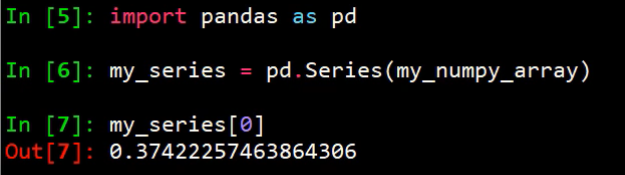 In [5]: import pandas as pd
In [6]: my_series = pd.Series(my_numpy_array)
In [7]: my_series[0]
Out[7]: 0.37422257463864306